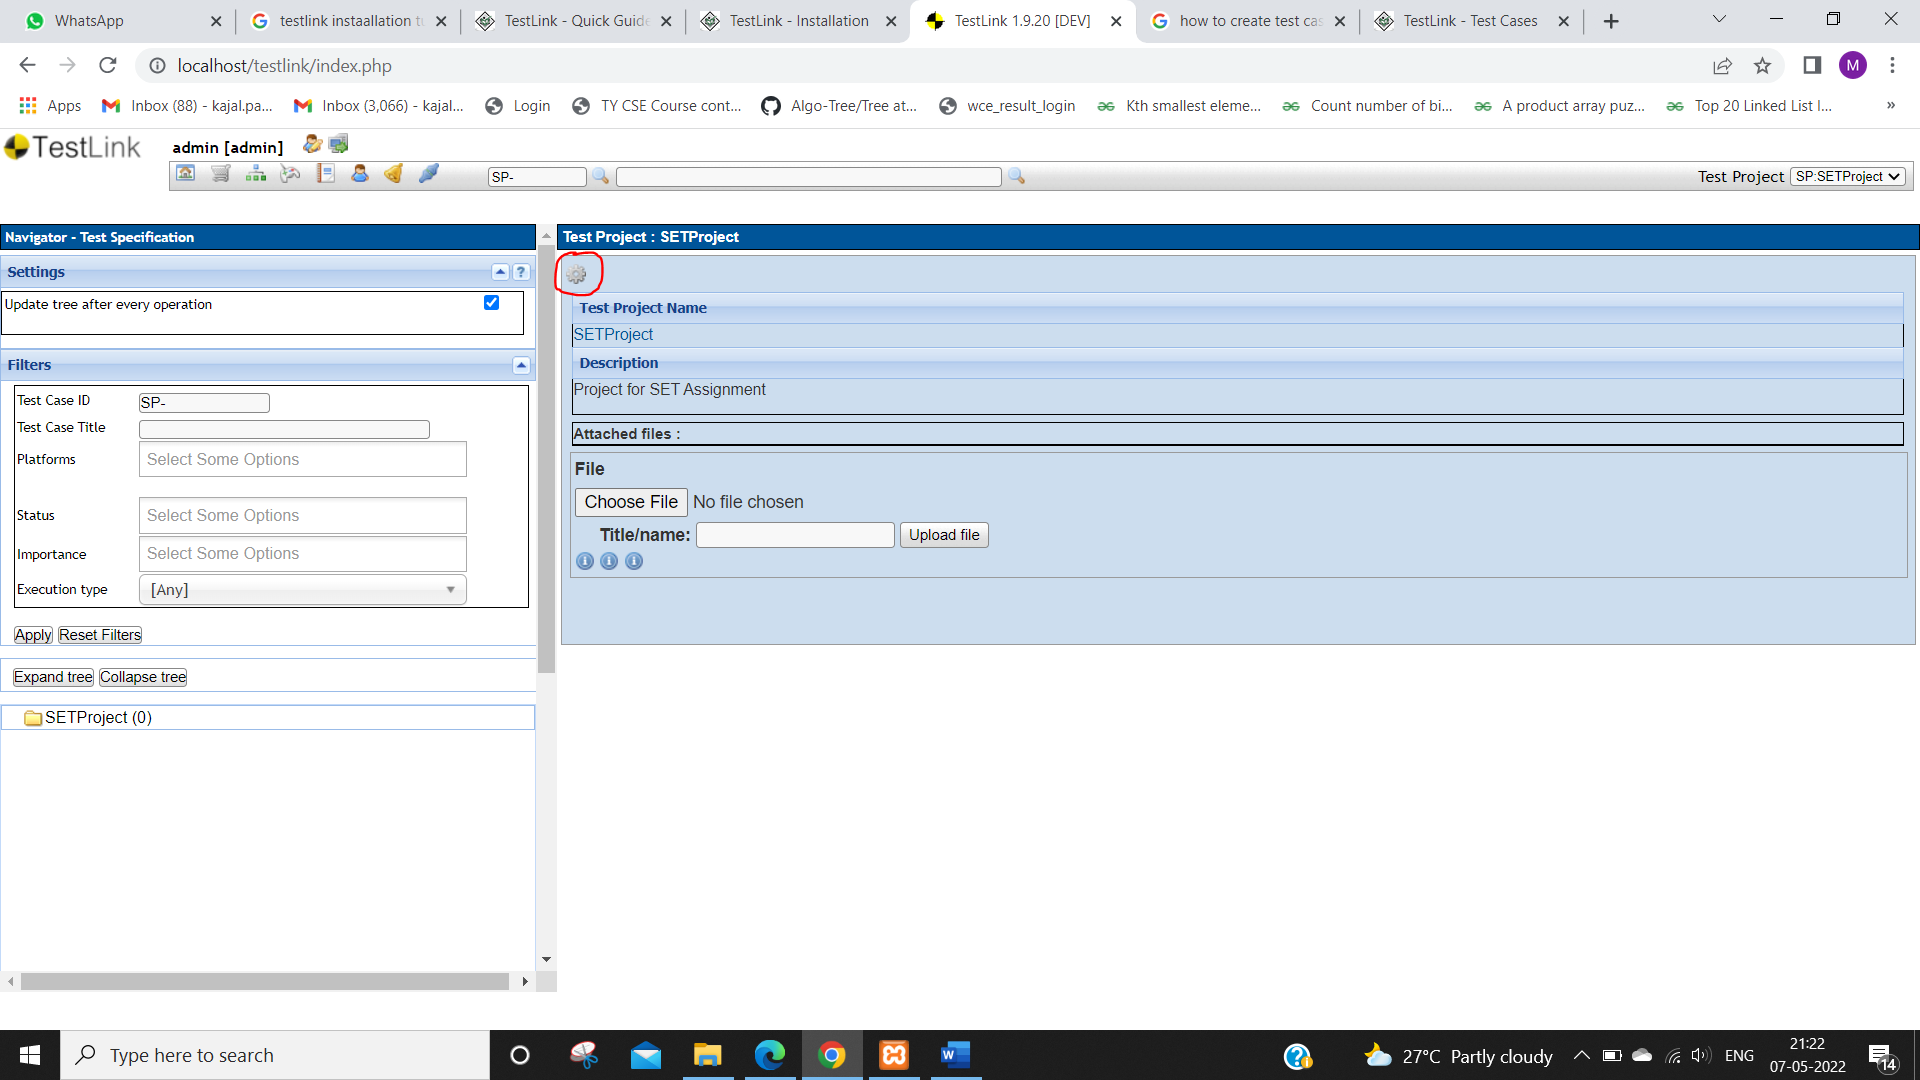 WhatsApp
testlink instaallation tu
TestLink - Quick Guide
TestLink - Installation
TestLink 1.9.20 [DEV]
how to create test cas
TestLink - Test Cases
localhost/testlink/index.php
M
Apps
Inbox (88) - kajal.pa...
Inbox (3,066) - kajal...
Login
TY CSE Course cont...
Algo-Tree/Tree at...
wce_result_login
Kth smallest eleme...
Count number of bi...
A product array puz...
Top 20 Linked List I...
»
TestLink
admin [admin]
SP-
Test Project
SP:SETProject
Navigator - Test Specification
Settings
?
Update tree after every operation
Filters
Test Case ID
SP-
Test Case Title
Platforms
Select Some Options
Status
Select Some Options
Importance
Select Some Options
Execution type
[Any]
Apply
Reset Filters
Expand tree
Collapse tree
SETProject (0)
Test Project : SETProject
Test Project Name
SETProject
Description
Project for SET Assignment
Attached files :
File
Choose File
No file chosen
Title/name:
Upload file
Type here to search
27°C Partly cloudy
ENG
21:22
07-05-2022
14